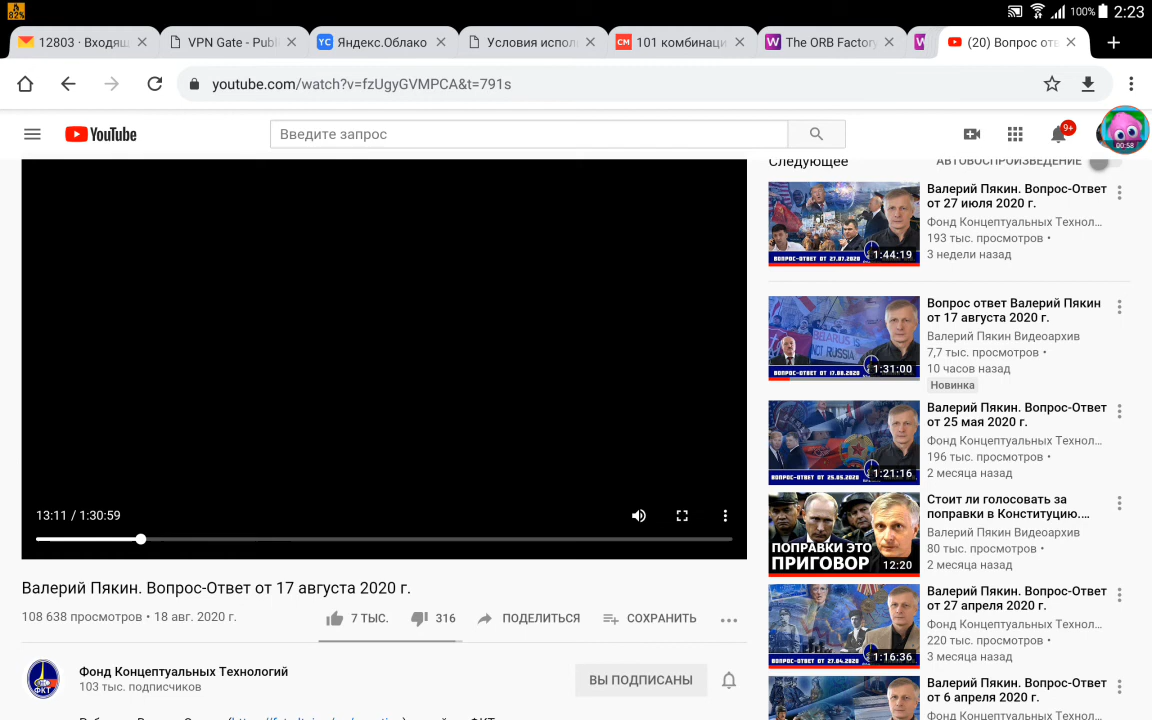 82%
100%
2:23
12803 · Входящ
VPN Gate - Publ
YC Яндекс.Облако
Условия испол
CM 101 комбинаци
W The ORB Factory
W
(20) Вопрос отв
youtube.com/watch?v=fzUgyGVMPCA&t=791s
YouTube
Введите запрос
9+
00:58
Следующее
АВТОВОСПРОИЗВЕДЕНИЕ
13:11 / 1:30:59
Валерий Пякин. Вопрос-Ответ от 17 августа 2020 г.
108 638 просмотров • 18 авг. 2020 г.
7 ТЫС.
316
ПОДЕЛИТЬСЯ
СОХРАНИТЬ
ФКТ
Фонд Концептуальных Технологий
103 тыс. подписчиков
ВЫ ПОДПИСАНЫ
ВОПРОС-ОТВЕТ ОТ 27.07.2020
1:44:19
Валерий Пякин. Вопрос-Ответ
от 27 июля 2020 г.
Фонд Концептуальных Технол...
193 тыс. просмотров •
3 недели назад
BELARUS IS
NOT RUSSIA
ВОПРОС-ОТВЕТ ОТ 17.08.2020
1:31:00
Вопрос ответ Валерий Пякин
от 17 августа 2020 г.
Валерий Пякин Видеоархив
7,7 тыс. просмотров •
10 часов назад
Новинка
ВОПРОС-ОТВЕТ ОТ 25.05.2020
1:21:16
Валерий Пякин. Вопрос-Ответ
от 25 мая 2020 г.
Фонд Концептуальных Технол...
196 тыс. просмотров •
2 месяца назад
ПОПРАВКИ ЭТО
ПРИГОВОР
12:20
Стоит ли голосовать за
поправки в Конституцию....
Валерий Пякин Видеоархив
80 тыс. просмотров •
2 месяца назад
ВОПРОС-ОТВЕТ ОТ 27.04.2020
1:16:36
Валерий Пякин. Вопрос-Ответ
от 27 апреля 2020 г.
Фонд Концептуальных Технол...
220 тыс. просмотров •
3 месяца назад
Валерий Пякин. Вопрос-Ответ
от 6 апреля 2020 г.
Фонд Концептуальных Технол...